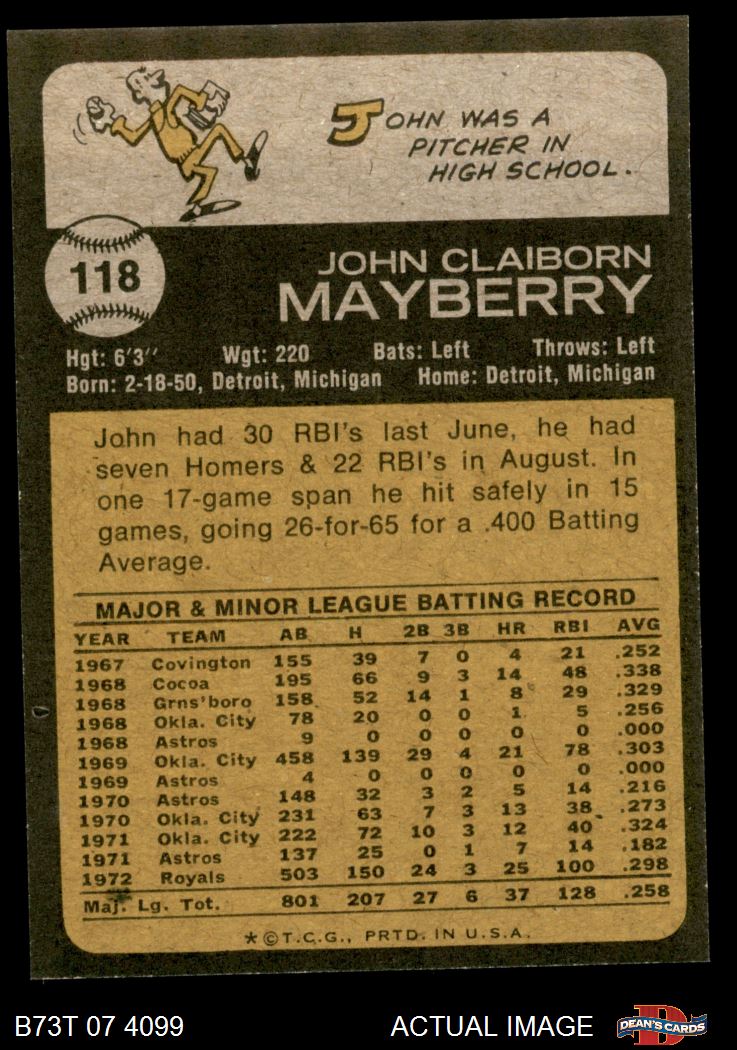 JOHN WAS A
PITCHER IN
HIGH SCHOOL.
118
JOHN CLAIBORN
MAYBERRY
Hgt: 6'3" Wgt: 220 Bats: Left Throws: Left
Born: 2-18-50, Detroit, Michigan Home: Detroit, Michigan
John had 30 RBI's last June, he had
seven Homers & 22 RBI's in August. In
one 17-game span he hit safely in 15
games, going 26-for-65 for a .400 Batting
Average.
MAJOR & MINOR LEAGUE BATTING RECORD
YEAR TEAM AB H 2B 3B HR RBI AVG
1967 Covington 155 39 7 0 4 21 .252
1968 Cocoa 195 66 9 3 14 48 .338
1968 Grns'boro 158 52 14 1 8 29 .329
1968 Okla. City 78 20 0 0 1 5 .256
1968 Astros 9 0 0 0 0 0 .000
1969 Okla. City 458 139 29 4 21 78 .303
1969 Astros 4 0 0 0 0 0 .000
1970 Astros 148 32 3 2 5 14 .216
1970 Okla. City 231 63 7 3 13 38 .273
1971 Okla. City 222 72 10 3 12 40 .324
1971 Astros 137 25 0 1 7 14 .182
1972 Royals 503 150 24 3 25 100 .298
Maj. Lg. Tot. 801 207 27 6 37 128 .258
*©T.C.G., PRTD. IN U.S.A.
B73T 07 4099 ACTUAL IMAGE D DEAN'S CARDS